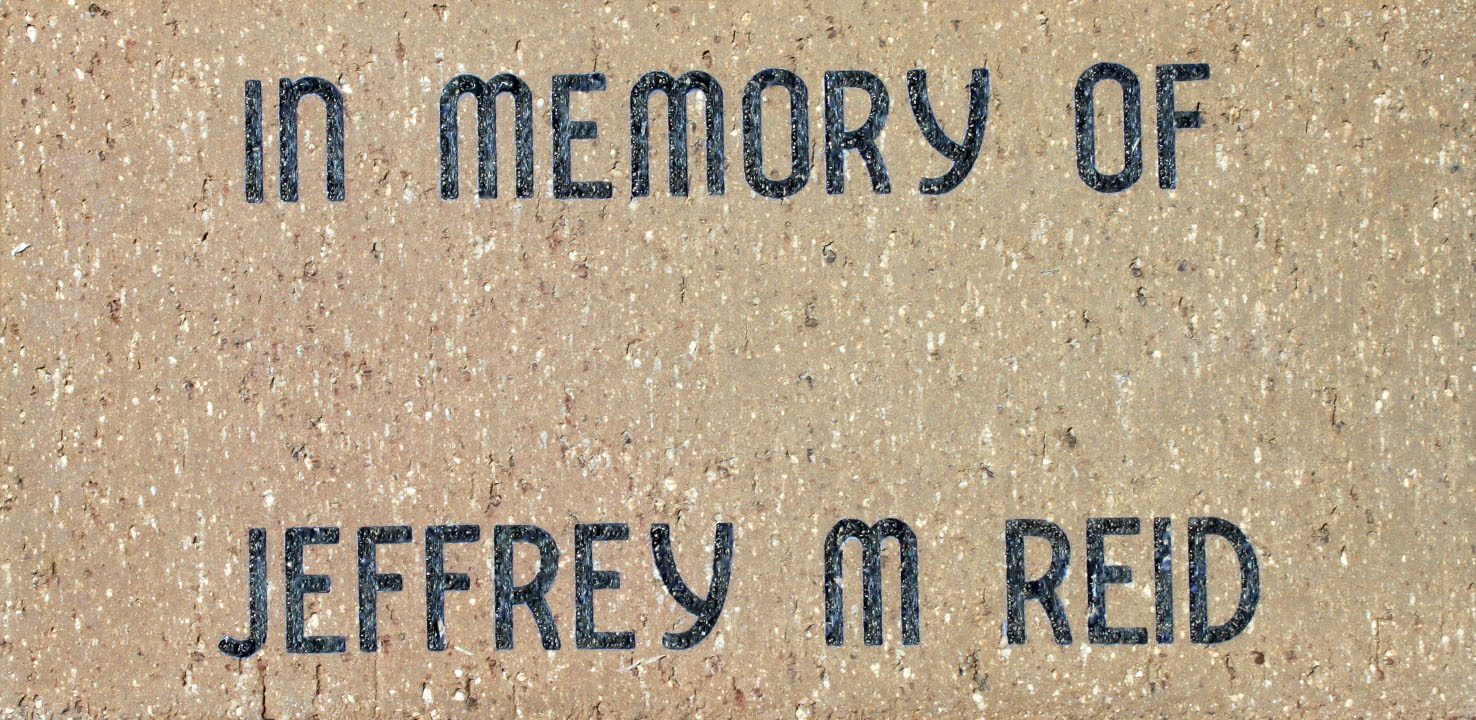 IN MEMORY OF
JEFFREY M REID